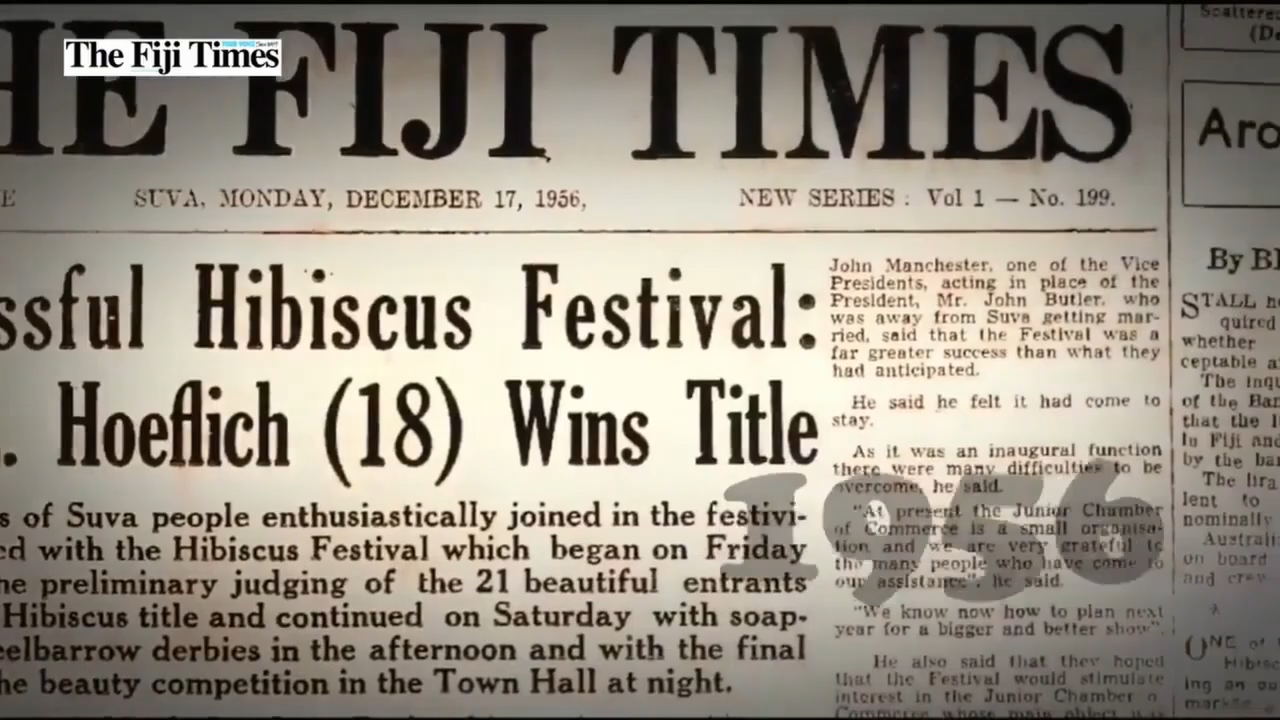 The Fiji Times
HE FIJI TIMES
SUVA, MONDAY, DECEMBER 17, 1956,
NEW SERIES : Vol 1 — No. 199.
ssful Hibiscus Festival:
. Hoeflich (18) Wins Title
s of Suva people enthusiastically joined in the festivi-
ed with the Hibiscus Festival which began on Friday
he preliminary judging of the 21 beautiful entrants
Hibiscus title and continued on Saturday with soap-
eelbarrow derbies in the afternoon and with the final
he beauty competition in the Town Hall at night.
John Manchester, one of the Vice
Presidents, acting in place of the
President, Mr. John Butler, who
was away from Suva getting mar-
ried, said that the Festival was a
far greater success than what they
had anticipated.
He said he felt it had come to
stay.
As it was an inaugural function
there were many difficulties to be
overcome, he said.
"At present the Junior Chamber
of Commerce is a small organisa-
tion and we are very grateful to
the many people who have come to
our assistance", he said.
"We know now how to plan next
year for a bigger and better show".
He also said that they hoped
that the Festival would stimulate
interest in the Junior Chamber o
Commerce whose main object was
1956
Scattere
(D
Aro
By Bl
STALL he
quired
whether
ceptable a
The inqu
of the Ban
that the l
in Fiji and
by the ba
The lira
lent to
nominally
Australi
on board
and crew
ONE of
Hibisc
ing an ou